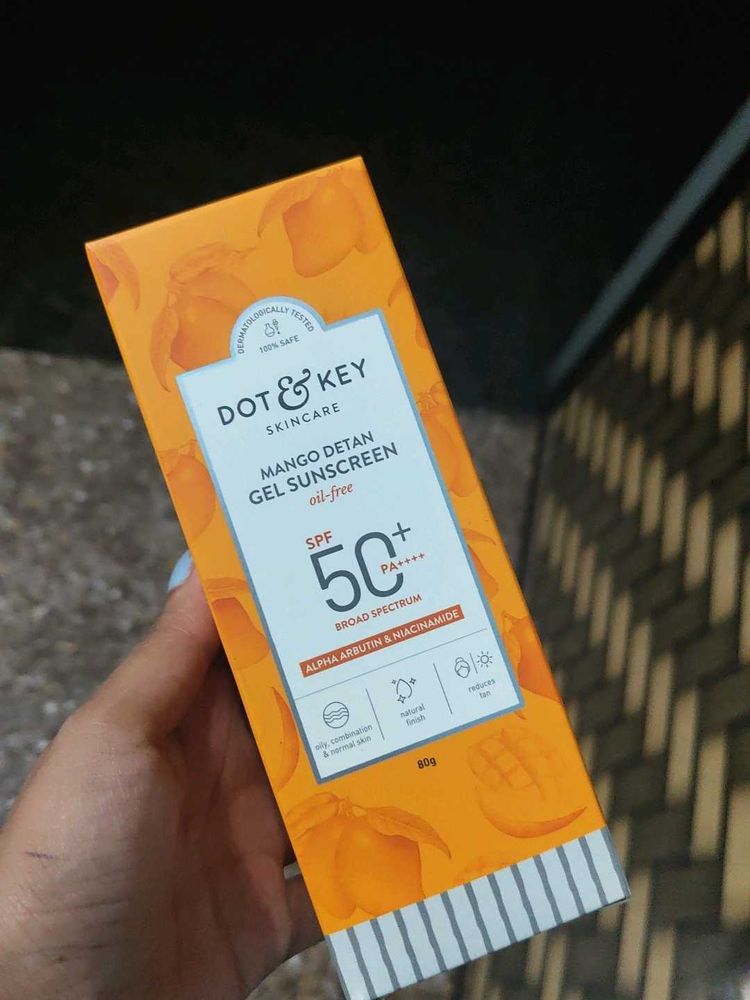 DERMATOLOGICALLY TESTED
100% SAFE
DOT & KEY
SKINCARE
MANGO DETAN
GEL SUNSCREEN
oil-free
SPF
50+
PA++++
BROAD SPECTRUM
ALPHA ARBUTIN & NIACINAMIDE
oily, combination
& normal skin
natural
finish
reduces
tan
80g